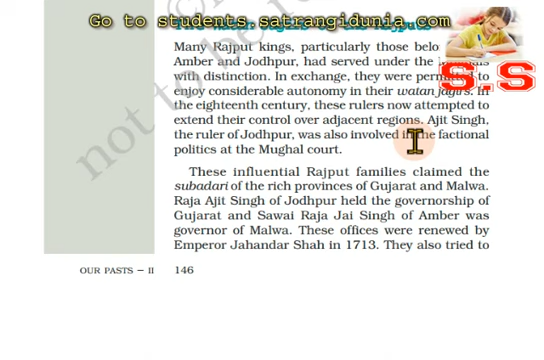 Go to students.satrangidunia.com
Many Rajput kings, particularly those belo
Amber and Jodhpur, had served under the
with distinction. In exchange, they were permitted to
enjoy considerable autonomy in their watan jagirs. In
the eighteenth century, these rulers now attempted to
extend their control over adjacent regions. Ajit Singh,
the ruler of Jodhpur, was also involved in the factional
politics at the Mughal court.
These influential Rajput families claimed the
subadari of the rich provinces of Gujarat and Malwa.
Raja Ajit Singh of Jodhpur held the governorship of
Gujarat and Sawai Raja Jai Singh of Amber was
governor of Malwa. These offices were renewed by
Emperor Jahandar Shah in 1713. They also tried to
OUR PASTS – II 146
S.S
not to be